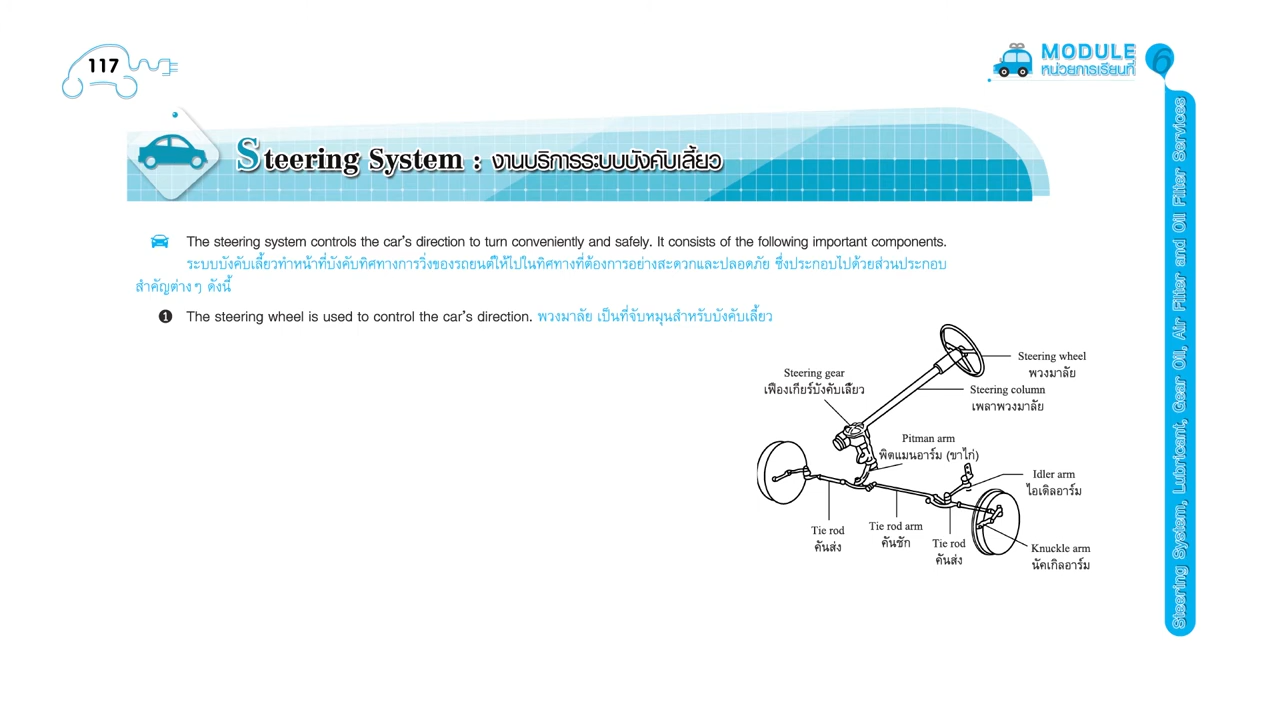 117
MODULE
หน่วยการเรียนที่
6
Steering System : งานบริการระบบบังคับเลี้ยว
The steering system controls the car's direction to turn conveniently and safely. It consists of the following important components.
ระบบบังคับเลี้ยวทำหน้าที่บังคับทิศทางการวิ่งของรถยนต์ให้ไปในทิศทางที่ต้องการอย่างสะดวกและปลอดภัย ซึ่งประกอบไปด้วยส่วนประกอบ
สำคัญต่าง ๆ ดังนี้
❶ The steering wheel is used to control the car's direction. พวงมาลัย เป็นที่จับหมุนสำหรับบังคับเลี้ยว
Steering wheel
พวงมาลัย
Steering gear
เฟืองเกียร์บังคับเลี้ยว
Steering column
เพลาพวงมาลัย
Pitman arm
พิตแมนอาร์ม (ขาไก่)
Idler arm
ไอเดิลอาร์ม
Tie rod
คันส่ง
Tie rod arm
คันชัก
Tie rod
คันส่ง
Knuckle arm
นัคเกิลอาร์ม
Steering System, Lubricant, Gear Oil, Air Filter and Oil Filter Services